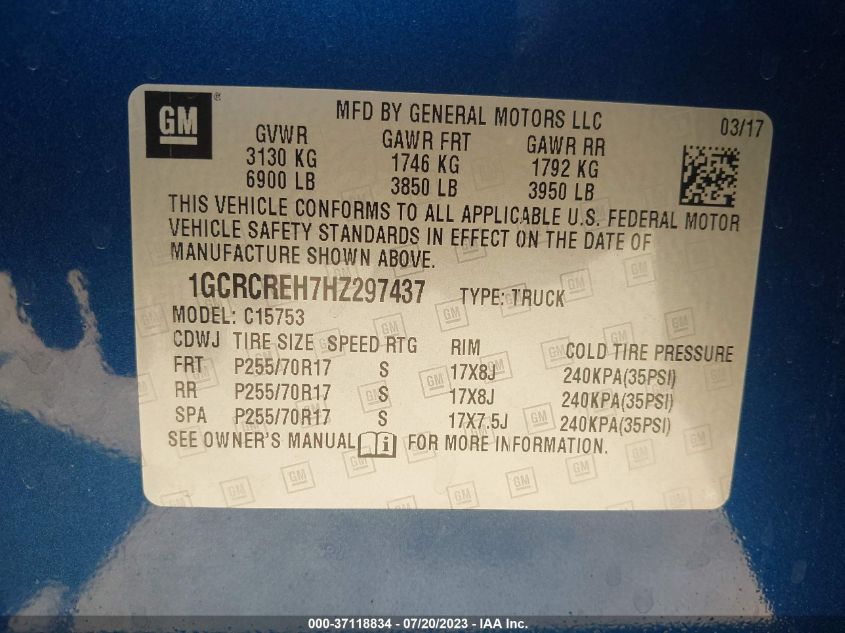 GM ®
MFD BY GENERAL MOTORS LLC 03/17
GVWR GAWR FRT GAWR RR
3130 KG 1746 KG 1792 KG
6900 LB 3850 LB 3950 LB
THIS VEHICLE CONFORMS TO ALL APPLICABLE U.S. FEDERAL MOTOR
VEHICLE SAFETY STANDARDS IN EFFECT ON THE DATE OF
MANUFACTURE SHOWN ABOVE.
1GCRCREH7HZ297437 TYPE: TRUCK
MODEL: C15753
CDWJ TIRE SIZE SPEED RTG RIM COLD TIRE PRESSURE
FRT P255/70R17 S 17X8J 240KPA(35PSI)
RR P255/70R17 S 17X8J 240KPA(35PSI)
SPA P255/70R17 S 17X7.5J 240KPA(35PSI)
SEE OWNER'S MANUAL i FOR MORE INFORMATION.
000-37118834 - 07/20/2023 - IAA Inc.